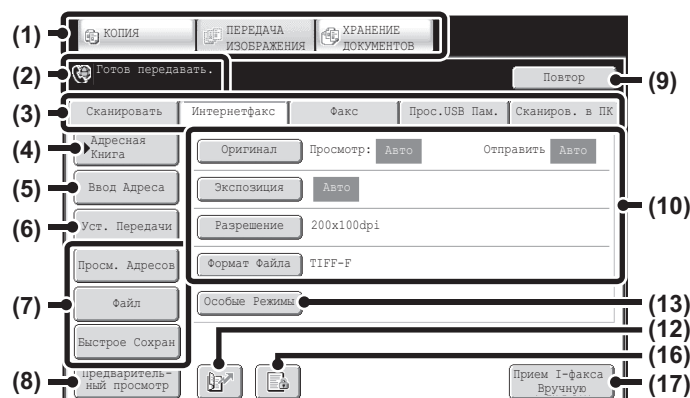 (1) КОПИЯ ПЕРЕДАЧА ИЗОБРАЖЕНИЯ ХРАНЕНИЕ ДОКУМЕНТОВ
(2) Готов передавать.
Повтор (9)
(3) Сканировать Интернетфакс Факс Прос.USB Пам. Сканиров. в ПК
(4) Адресная Книга
Оригинал Просмотр: Авто Отправить Авто
(5) Ввод Адреса
Экспозиция Авто
(10)
(6) Уст. Передачи
Разрешение 200x100dpi
Просм. Адресов
Формат Файла TIFF-F
(7) Файл
Особые Режимы (13)
(12)
Быстрое Сохран
(16)
(8) Предваритель-
ный просмотр
Прием I-факса
Вручную (17)